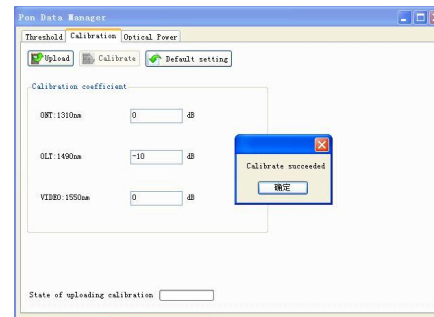 Pon Data Manager
Threshold Calibration Optical Power
Upload Calibrate Default setting
Calibration coefficient
ONT:1310nm 0 dB
OLT:1490nm -10 dB
VIDEO:1550nm 0 dB
Calibrate succeeded
确定
State of uploading calibration